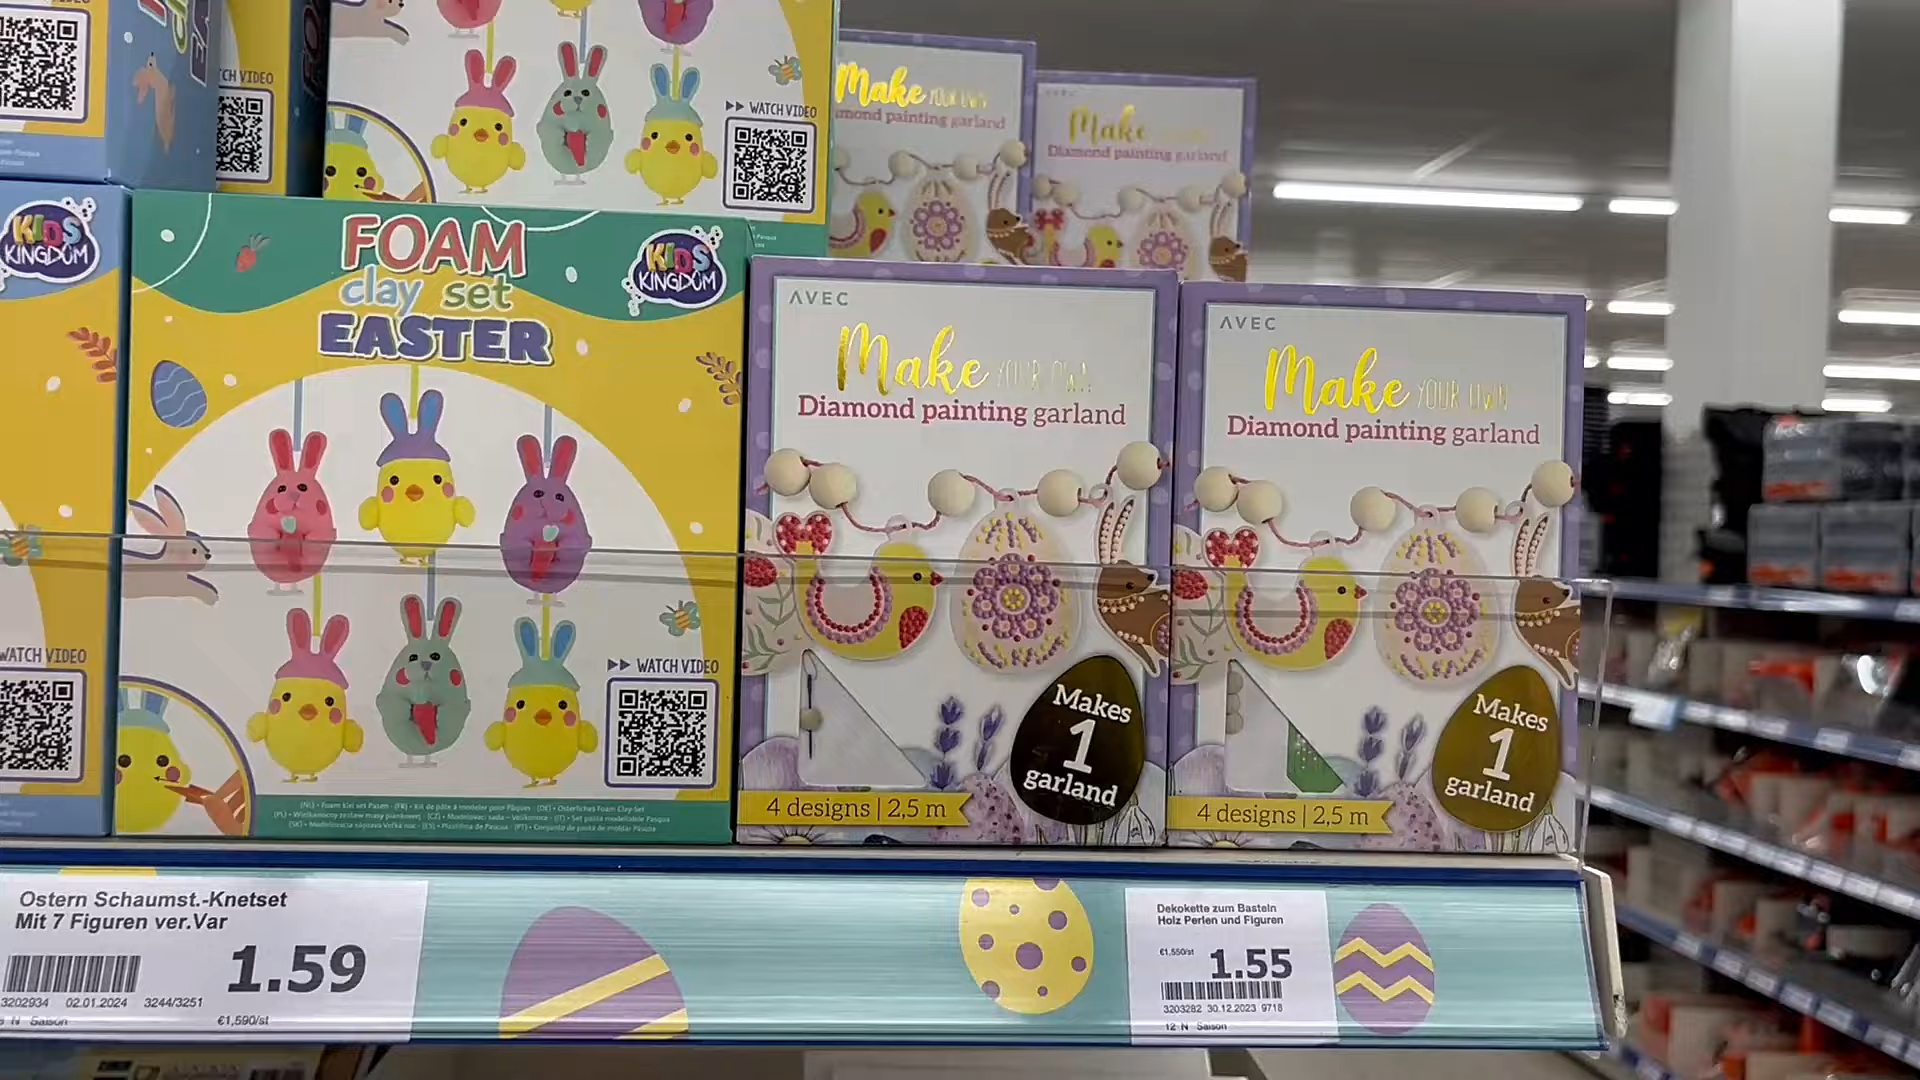 WATCH VIDEO
Make YOUR OWN
Diamond painting garland
Make
Diamond painting garland
KIDS
KINGDOM
FOAM
clay set
EASTER
KIDS
KINGDOM
WATCH VIDEO
WATCH VIDEO
AVEC
Make YOUR OWN
Diamond painting garland
Makes
1
garland
4 designs | 2,5 m
AVEC
Make YOUR OWN
Diamond painting garland
Makes
1
garland
4 designs | 2,5 m
Ostern Schaumst.-Knetset
Mit 7 Figuren ver.Var
1.59
3202934 02.01.2024 3244/3251
N Saison
€1,590/st
Dekokette zum Basteln
Holz Perlen und Figuren
€1,550/st
1.55
3203282 30.12.2023 9718
12 N Saison